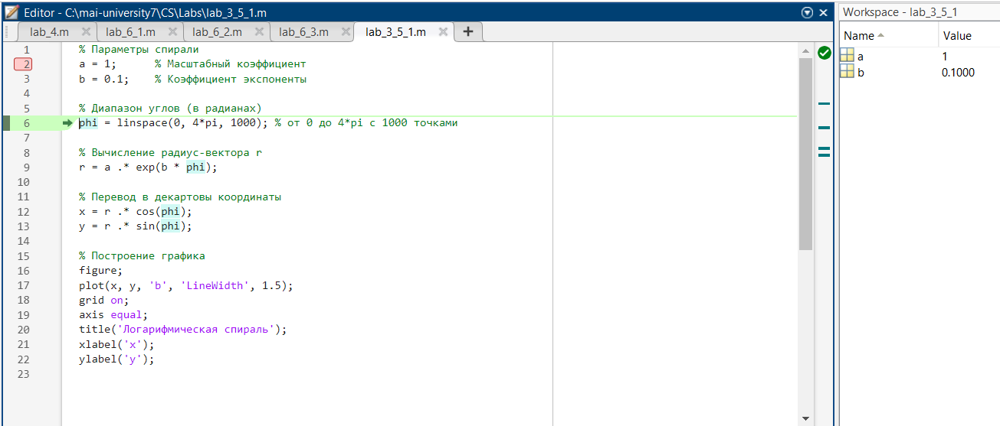 Editor - C:\mai-university7\CS\Labs\lab_3_5_1.m
lab_4.m lab_6_1.m lab_6_2.m lab_6_3.m lab_3_5_1.m
1 % Параметры спирали
2 a = 1; % Масштабный коэффициент
3 b = 0.1; % Коэффициент экспоненты
4
5 % Диапазон углов (в радианах)
6 phi = linspace(0, 4*pi, 1000); % от 0 до 4*pi с 1000 точками
7
8 % Вычисление радиус-вектора r
9 r = a .* exp(b * phi);
10
11 % Перевод в декартовы координаты
12 x = r .* cos(phi);
13 y = r .* sin(phi);
14
15 % Построение графика
16 figure;
17 plot(x, y, 'b', 'LineWidth', 1.5);
18 grid on;
19 axis equal;
20 title('Логарифмическая спираль');
21 xlabel('x');
22 ylabel('y');
23
Workspace - lab_3_5_1
Name Value
a 1
b 0.1000